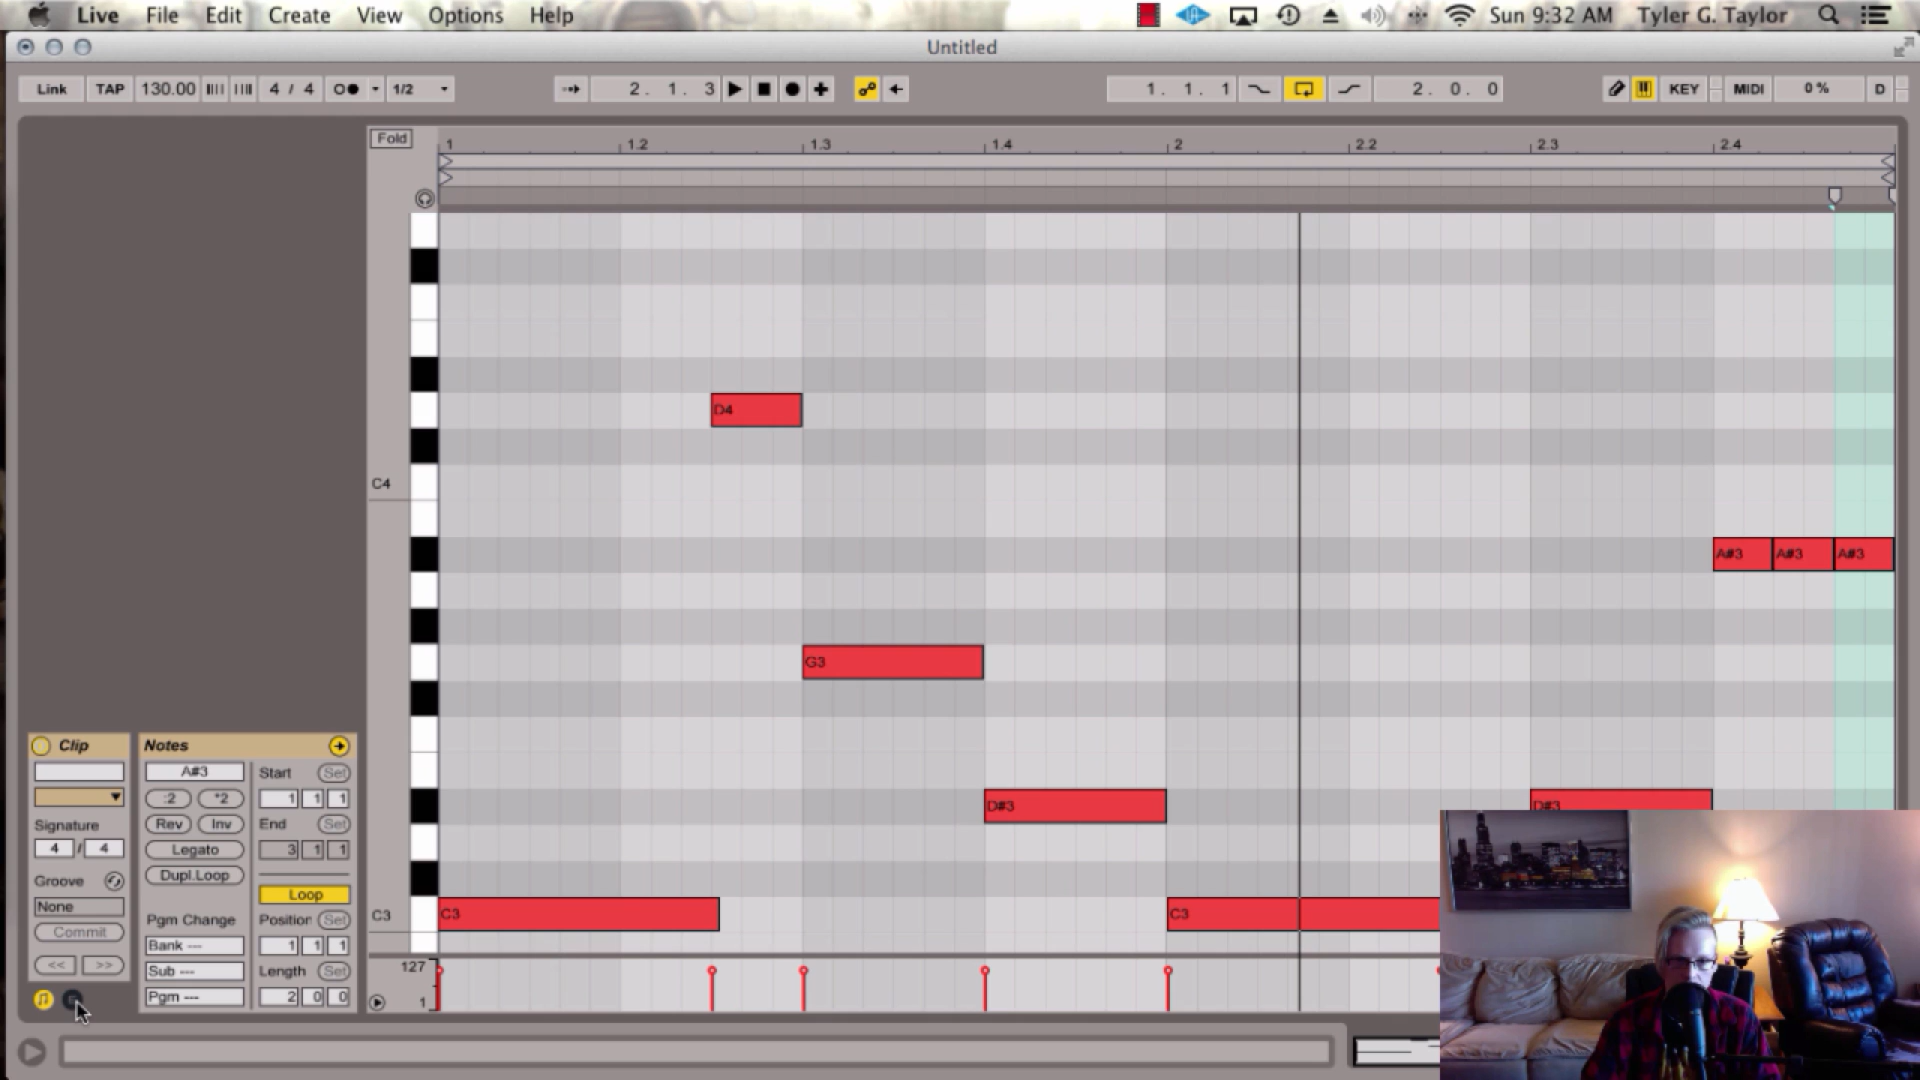 Live File Edit Create View Options Help Sun 9:32 AM Tyler G. Taylor
Untitled
Link TAP 130.00 4 / 4 1/2 2. 1. 3 1. 1. 1 2. 0. 0 KEY MIDI 0 % D
Fold 1 1.2 1.3 1.4 2 2.2 2.3 2.4
D4
C4
A#3 A#3 A#3
G3
D#3 D#3
C3 C3 C3
127
1
Clip Notes
A#3 Start Set
:2 *2 1 1 1
Signature Rev Inv End Set
4 / 4 Legato 3 1 1
Groove Dupl.Loop
None Loop
Pgm Change Position Set
Commit
Bank --- 1 1 1
<< >> Sub --- Length Set
Pgm --- 2 0 0